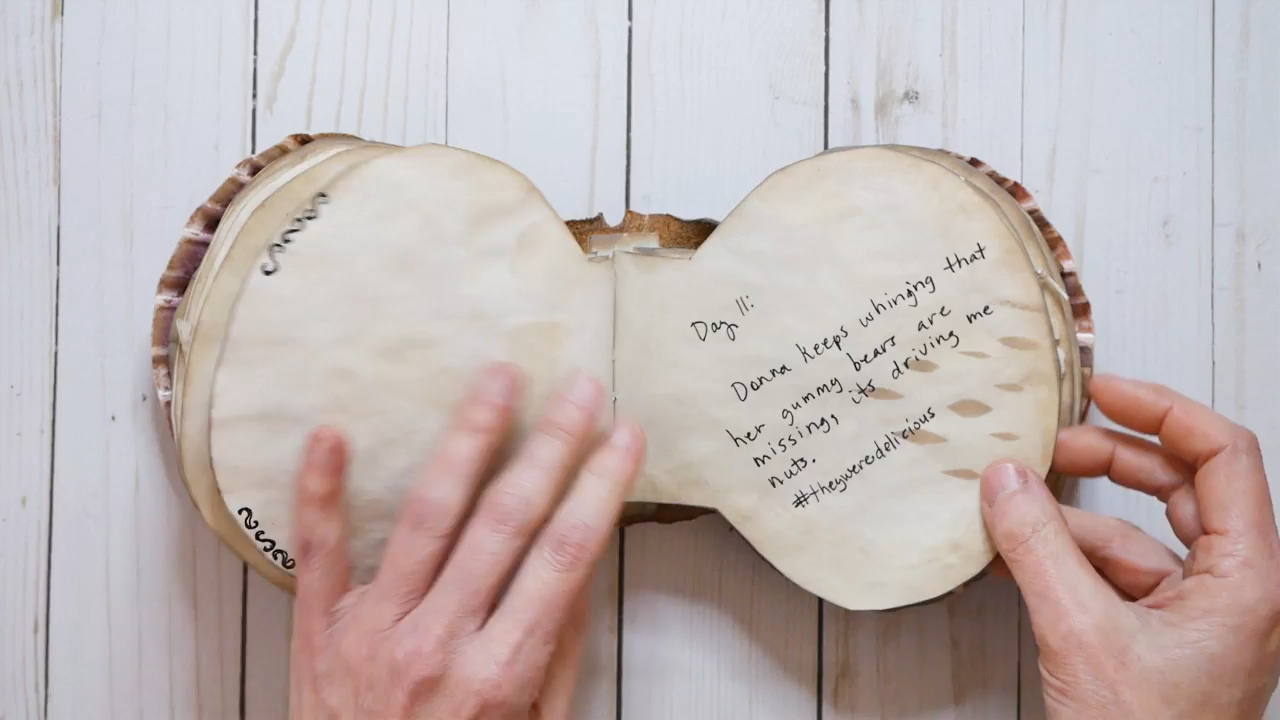 Day 11:
Donna keeps whinging that
her gummy bears are
missing, its driving me
nuts.
#theyweredelicious